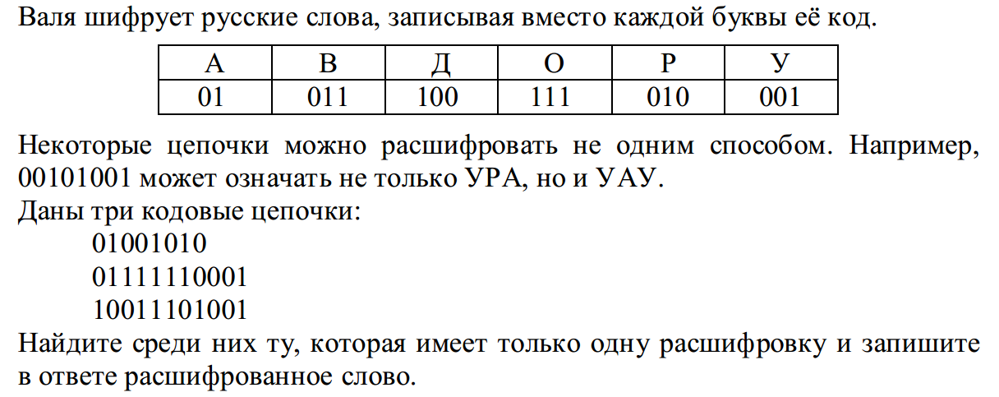 Валя шифрует русские слова, записывая вместо каждой буквы её код.
А В Д О Р У
01 011 100 111 010 001
Некоторые цепочки можно расшифровать не одним способом. Например,
00101001 может означать не только УРА, но и УАУ.
Даны три кодовые цепочки:
01001010
01111110001
10011101001
Найдите среди них ту, которая имеет только одну расшифровку и запишите
в ответе расшифрованное слово.